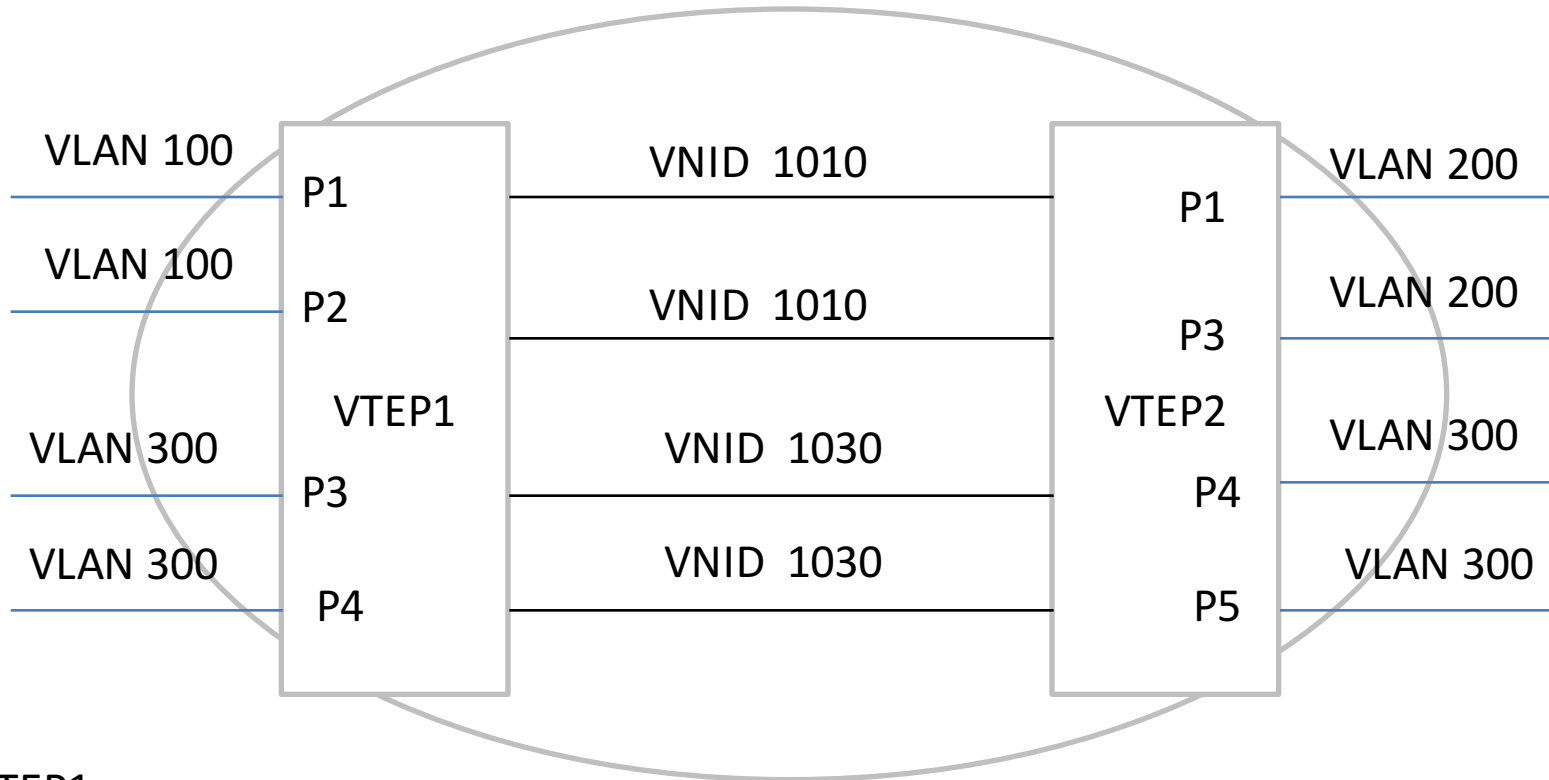 VLAN 100
VNID 1010
VLAN 200
P1
P1
VLAN 100
VNID 1010
VLAN 200
P2
P3
VTEP1
VTEP2
VLAN 300
VNID 1030
VLAN 300
P3
P4
VLAN 300
VNID 1030
VLAN 300
P4
P5